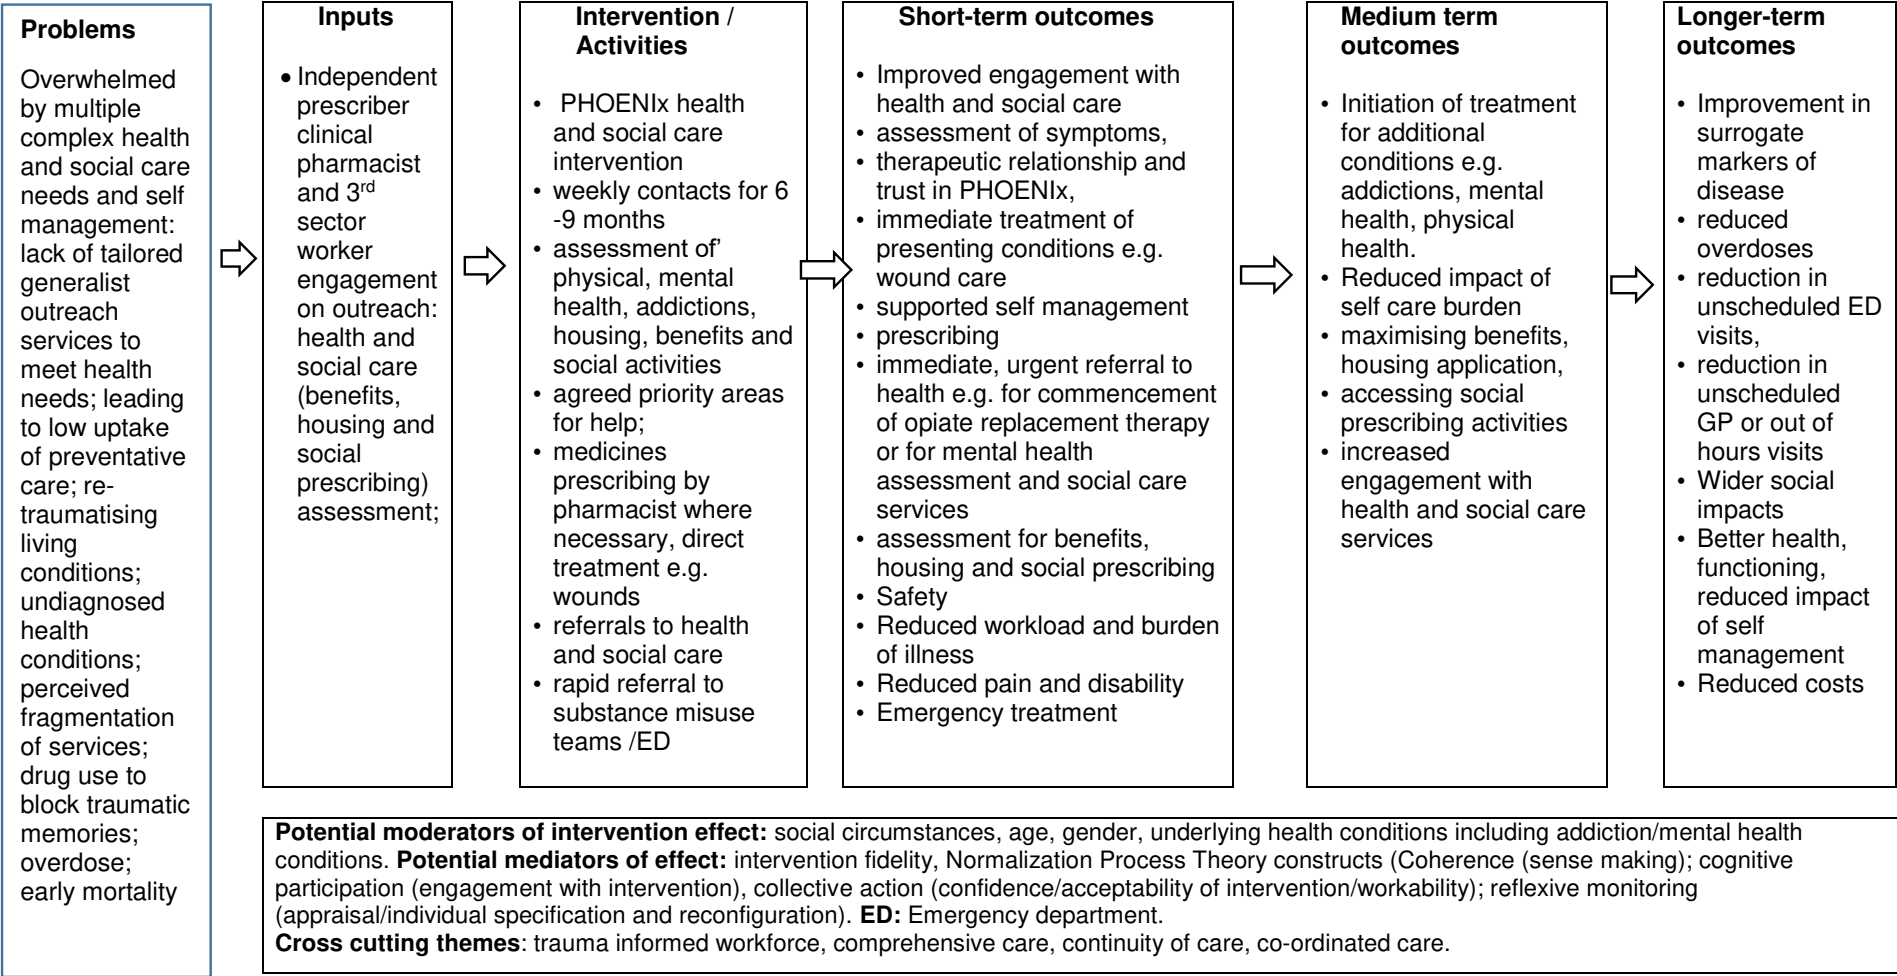 Problems
Overwhelmed
by multiple
complex health
and social care
needs and self
management:
lack of tailored
generalist
outreach
services to
meet health
needs; leading
to low uptake
of preventative
care; re-
traumatising
living
conditions;
undiagnosed
health
conditions;
perceived
fragmentation
of services;
drug use to
block traumatic
memories;
overdose;
early mortality
Inputs
• Independent
prescriber
clinical
pharmacist
and 3rd
sector
worker
engagement
on outreach:
health and
social care
(benefits,
housing and
social
prescribing)
assessment;
Intervention /
Activities
• PHOENIx health
and social care
intervention
• weekly contacts for 6
-9 months
• assessment of’
physical, mental
health, addictions,
housing, benefits and
social activities
• agreed priority areas
for help;
• medicines
prescribing by
pharmacist where
necessary, direct
treatment e.g.
wounds
• referrals to health
and social care
• rapid referral to
substance misuse
teams /ED
Short-term outcomes
• Improved engagement with
health and social care
• assessment of symptoms,
• therapeutic relationship and
trust in PHOENIx,
• immediate treatment of
presenting conditions e.g.
wound care
• supported self management
• prescribing
• immediate, urgent referral to
health e.g. for commencement
of opiate replacement therapy
or for mental health
assessment and social care
services
• assessment for benefits,
housing and social prescribing
• Safety
• Reduced workload and burden
of illness
• Reduced pain and disability
• Emergency treatment
Medium term
outcomes
• Initiation of treatment
for additional
conditions e.g.
addictions, mental
health, physical
health.
• Reduced impact of
self care burden
• maximising benefits,
housing application,
• accessing social
prescribing activities
• increased
engagement with
health and social care
services
Longer-term
outcomes
• Improvement in
surrogate
markers of
disease
• reduced
overdoses
• reduction in
unscheduled ED
visits,
• reduction in
unscheduled
GP or out of
hours visits
• Wider social
impacts
• Better health,
functioning,
reduced impact
of self
management
• Reduced costs
Potential moderators of intervention effect: social circumstances, age, gender, underlying health conditions including addiction/mental health
conditions. Potential mediators of effect: intervention fidelity, Normalization Process Theory constructs (Coherence (sense making); cognitive
participation (engagement with intervention), collective action (confidence/acceptability of intervention/workability); reflexive monitoring
(appraisal/individual specification and reconfiguration). ED: Emergency department.
Cross cutting themes: trauma informed workforce, comprehensive care, continuity of care, co-ordinated care.